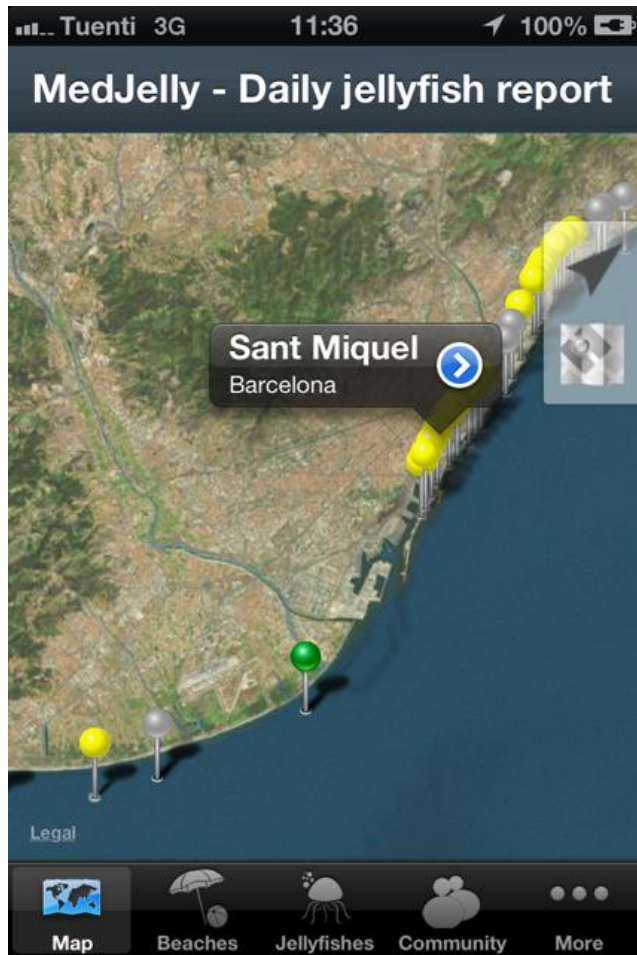 Tuenti 3G 11:36 100%
MedJelly - Daily jellyfish report
Sant Miquel
Barcelona
Legal
Map Beaches Jellyfishes Community More